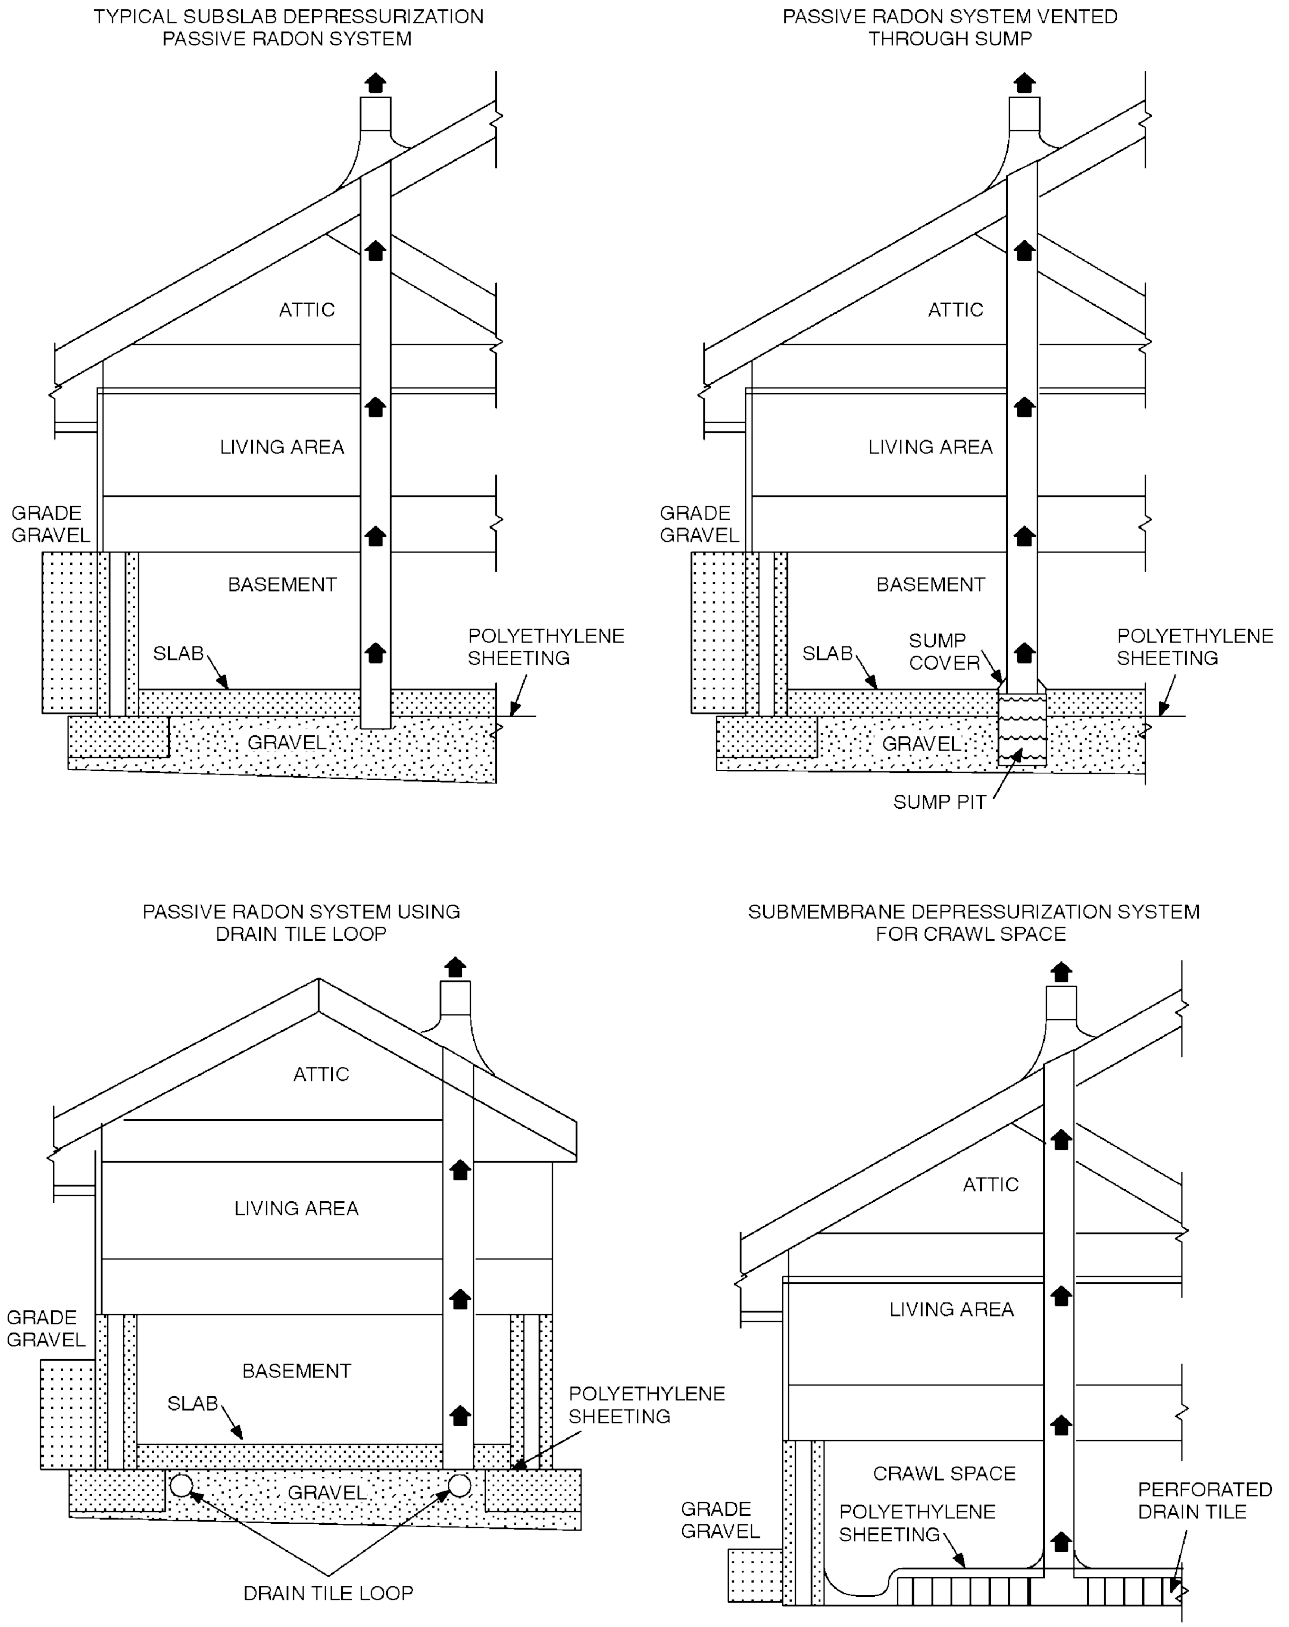 TYPICAL SUBSLAB DEPRESSURIZATION
PASSIVE RADON SYSTEM
ATTIC
LIVING AREA
GRADE
GRAVEL
BASEMENT
SLAB
POLYETHYLENE
SHEETING
GRAVEL
PASSIVE RADON SYSTEM VENTED
THROUGH SUMP
ATTIC
LIVING AREA
GRADE
GRAVEL
BASEMENT
SLAB
SUMP
COVER
POLYETHYLENE
SHEETING
GRAVEL
SUMP PIT
PASSIVE RADON SYSTEM USING
DRAIN TILE LOOP
ATTIC
LIVING AREA
GRADE
GRAVEL
BASEMENT
SLAB
POLYETHYLENE
SHEETING
GRAVEL
DRAIN TILE LOOP
SUBMEMBRANE DEPRESSURIZATION SYSTEM
FOR CRAWL SPACE
ATTIC
LIVING AREA
CRAWL SPACE
GRADE
GRAVEL
POLYETHYLENE
SHEETING
PERFORATED
DRAIN TILE